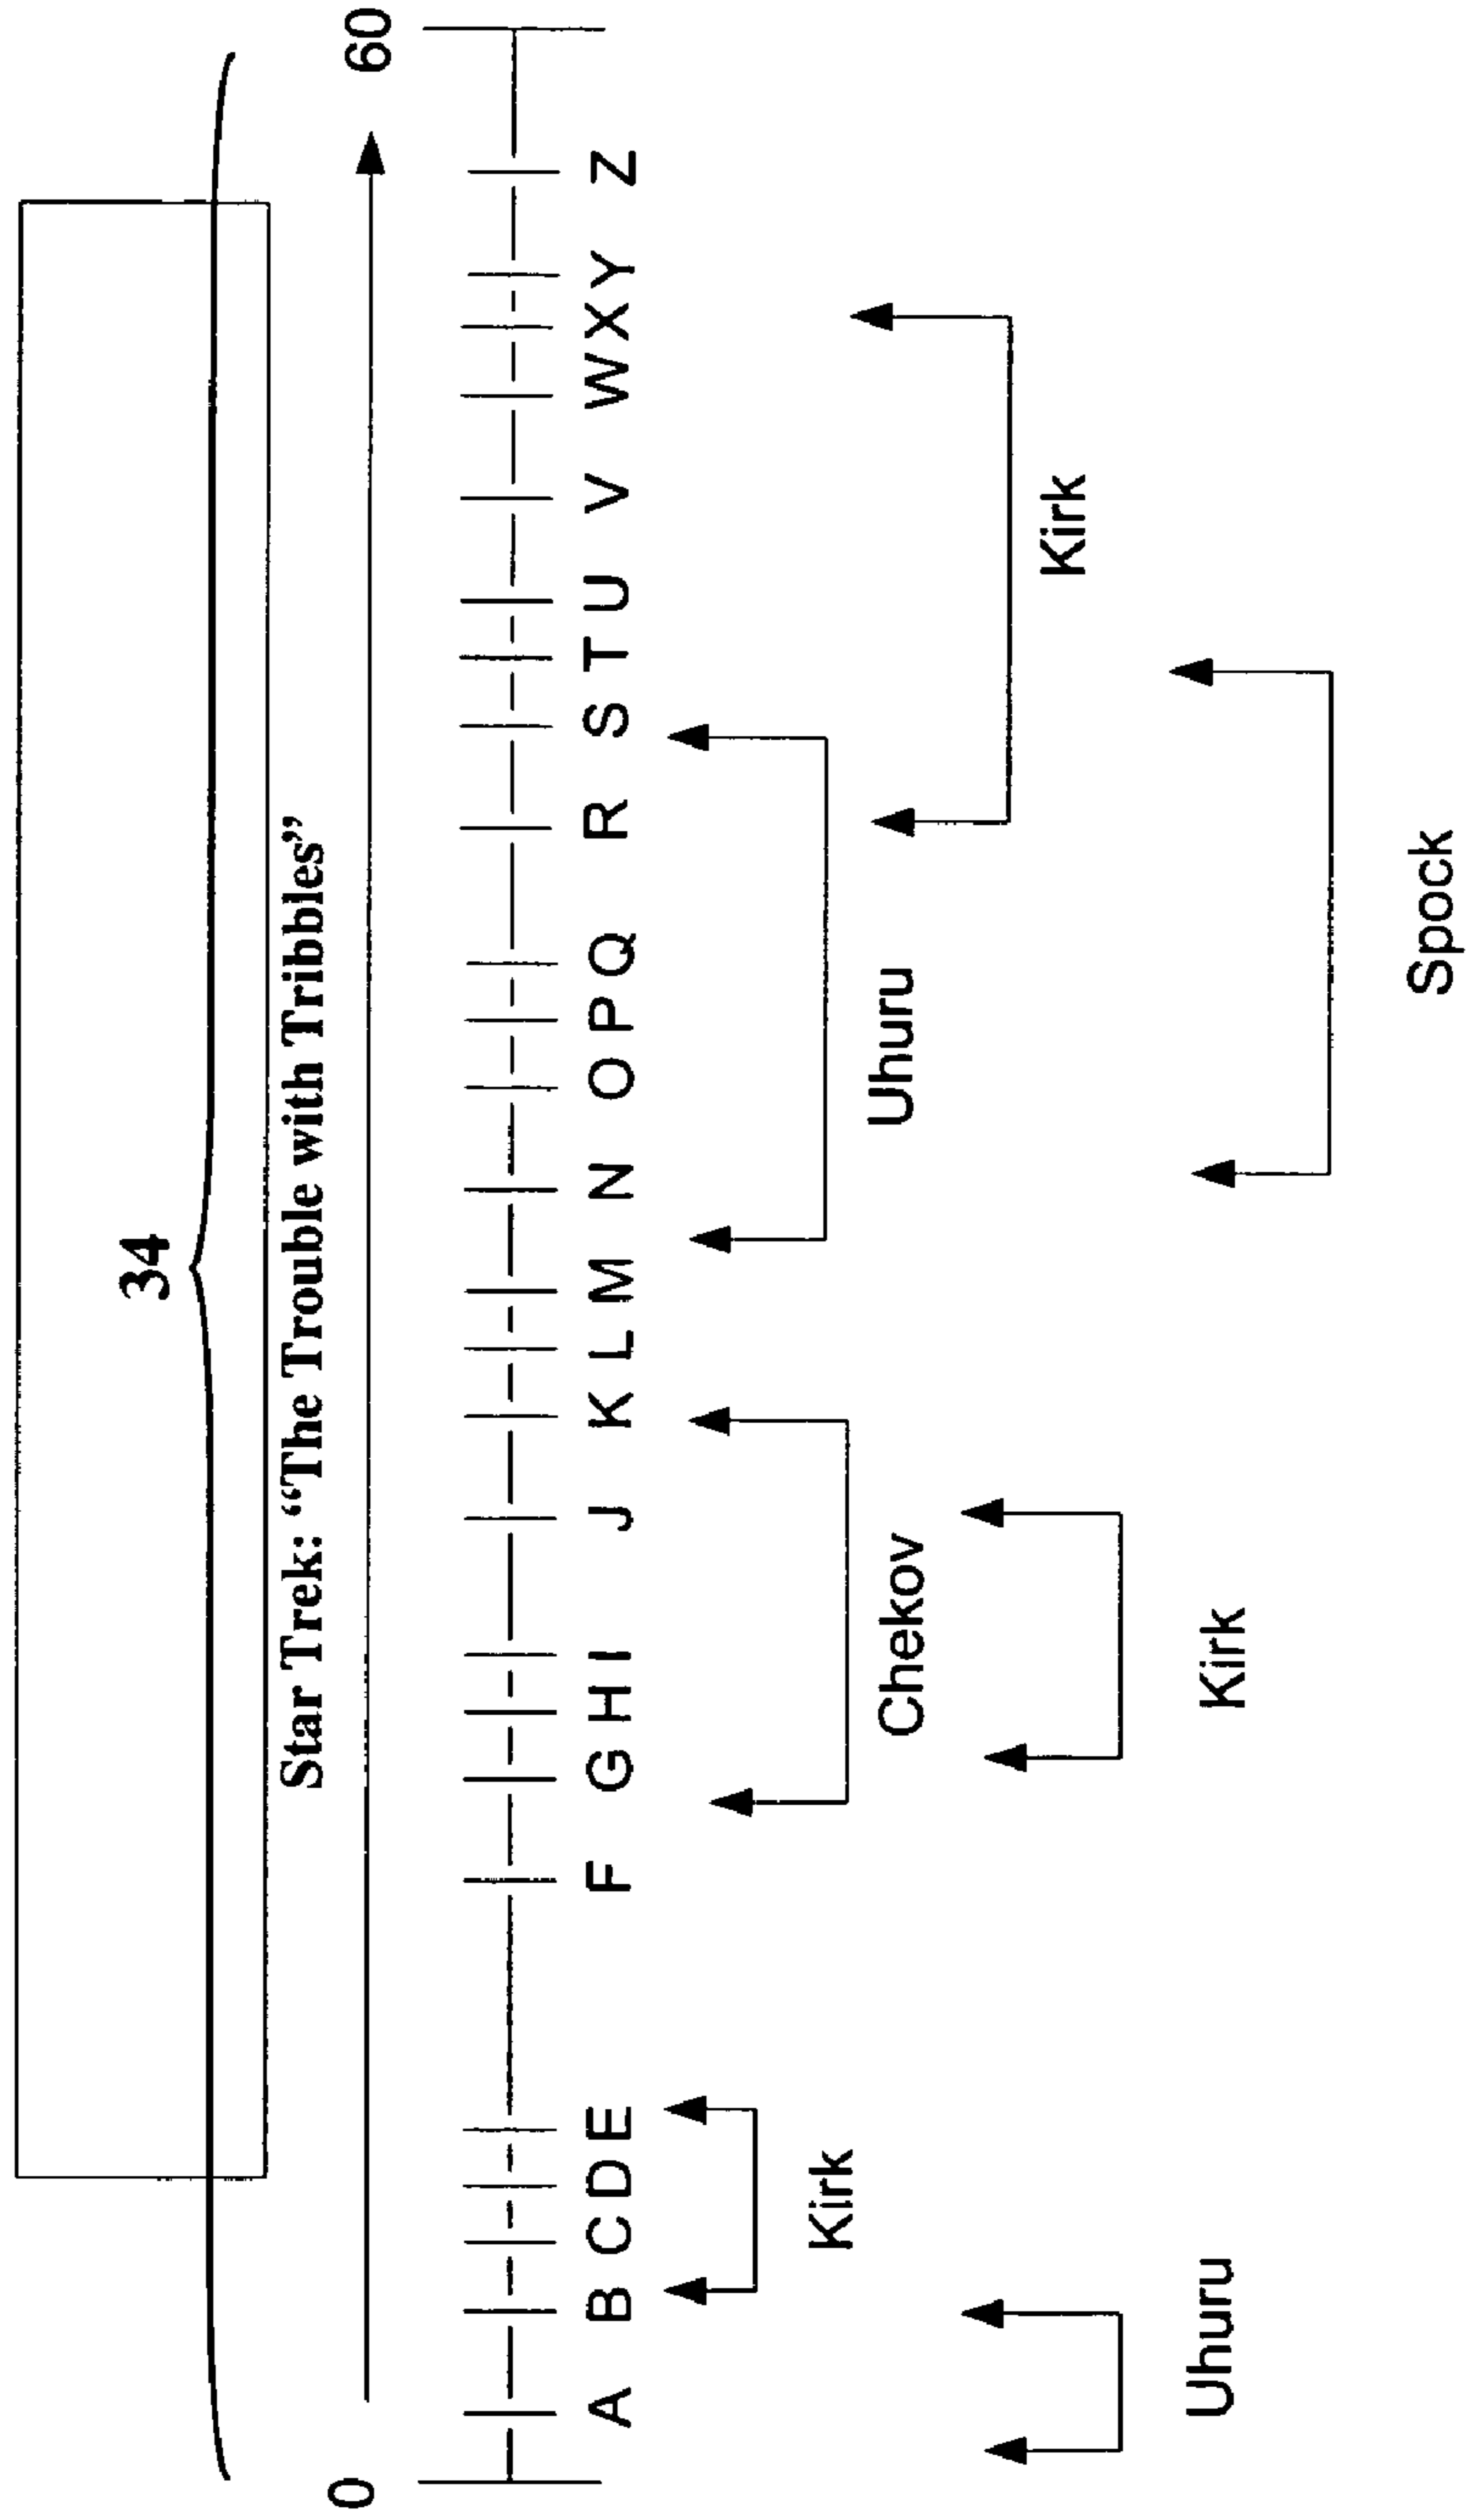 34
Star Trek: “The Trouble with Tribbles”
0 60
A B C D E F G H I J K L M N O P Q R S T U V W X Y Z
Kirk
Chekov
Uhuru
Kirk
Uhuru
Kirk
Spock